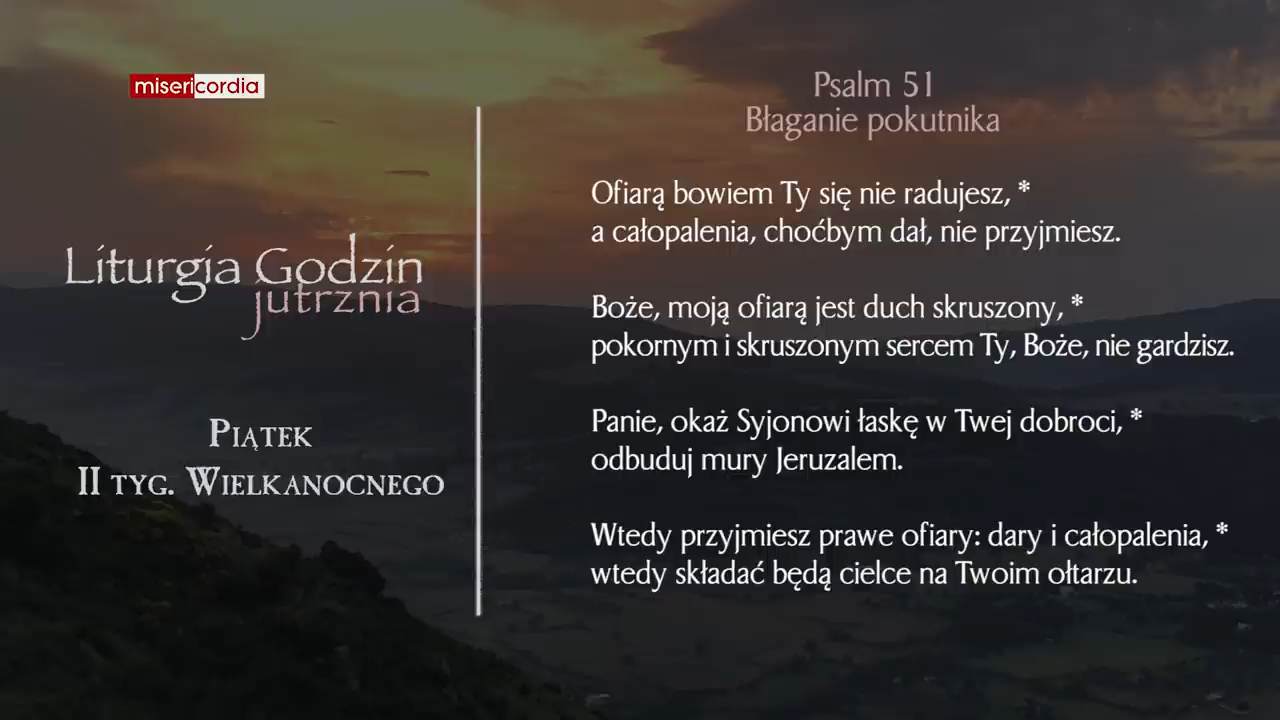 misericordia
Liturgia Godzin
jutrznia
Piątek
II tyg. Wielkanocnego
Psalm 51
Błaganie pokutnika
Ofiarą bowiem Ty się nie radujesz, *
a całopalenia, choćbym dał, nie przyjmiesz.
Boże, moją ofiarą jest duch skruszony, *
pokornym i skruszonym sercem Ty, Boże, nie gardzisz.
Panie, okaż Syjonowi łaskę w Twej dobroci, *
odbuduj mury Jeruzalem.
Wtedy przyjmiesz prawe ofiary: dary i całopalenia, *
wtedy składać będą cielce na Twoim ołtarzu.